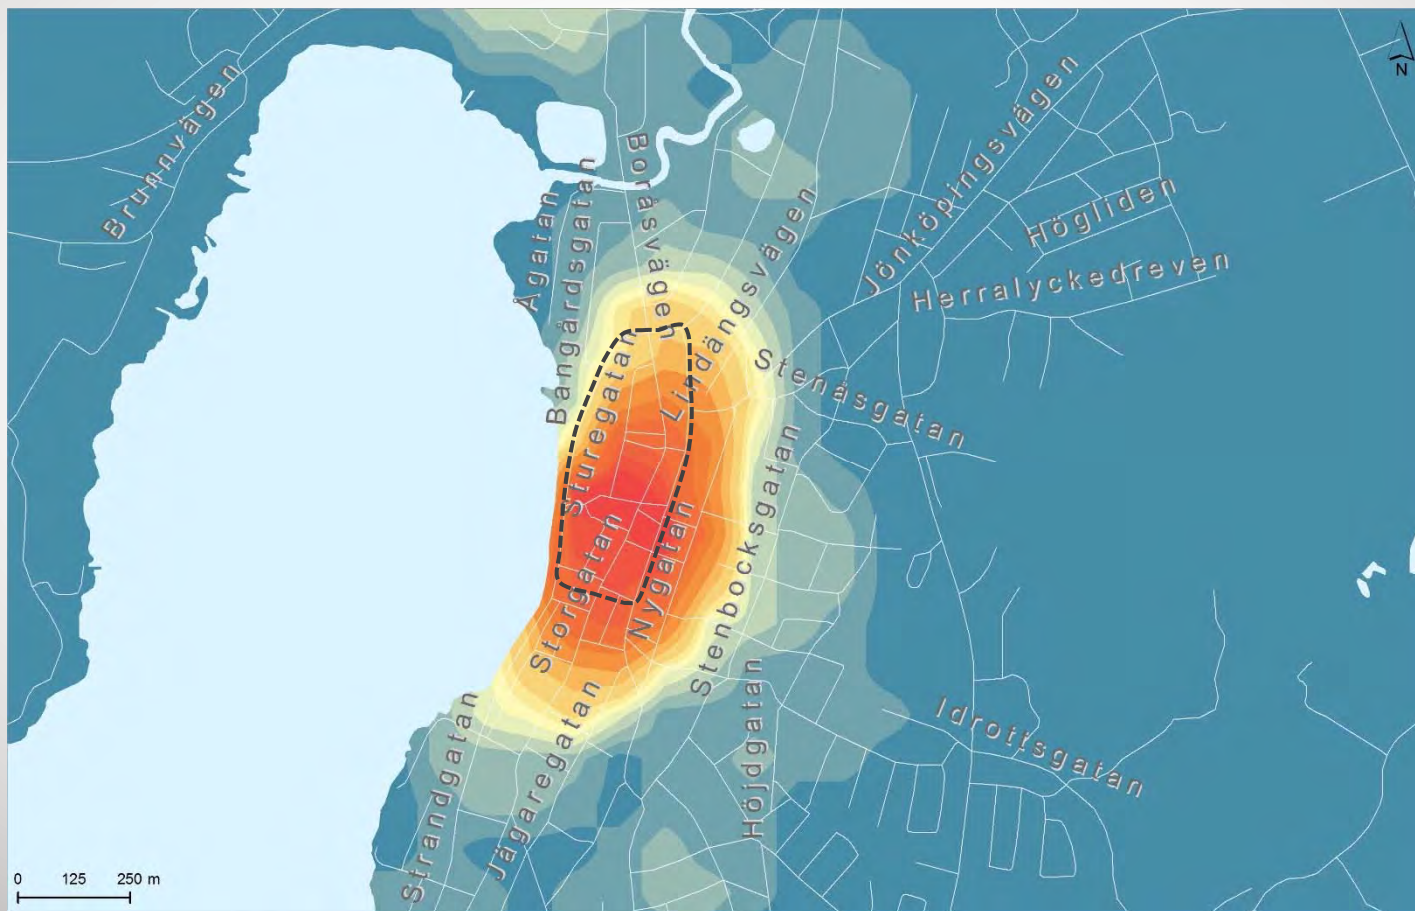 N
Brunnvägen
Jönköpingsvägen
Boråsvägen
Bangårdsgatan
Ågatan
Högliden
Lindängsvägen
Herralyckedreven
Sturegatan
Stenåsgatan
Stenbocksgatan
Nygatan
Storgatan
Jägaregatan
Höjdgatan
Strandgatan
Idrottsgatan
0 125 250 m